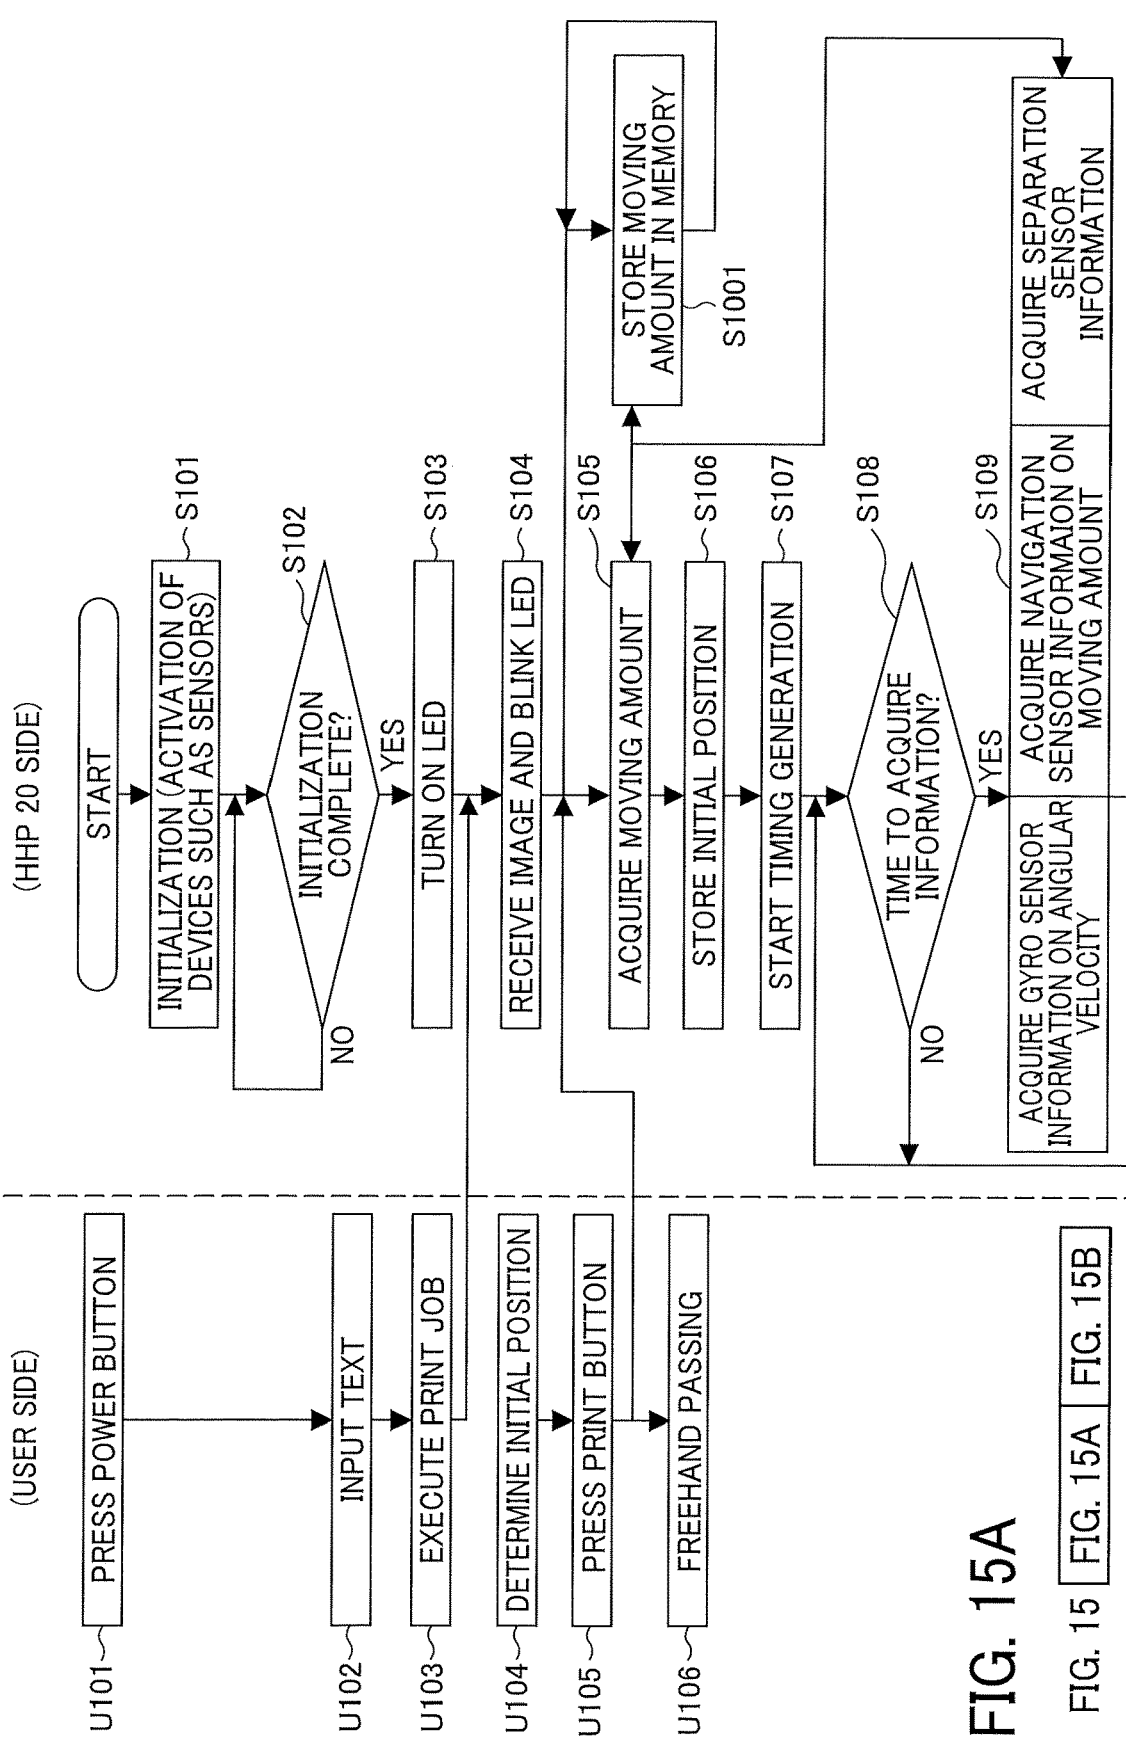 FIG. 15A
FIG. 15
FIG. 15A
FIG. 15B
(USER SIDE)
U101
PRESS POWER BUTTON
U102
INPUT TEXT
U103
EXECUTE PRINT JOB
U104
DETERMINE INITIAL POSITION
U105
PRESS PRINT BUTTON
U106
FREEHAND PASSING
(HHP 20 SIDE)
START
INITIALIZATION (ACTIVATION OF
DEVICES SUCH AS SENSORS)
S101
INITIALIZATION
COMPLETE?
S102
NO
YES
TURN ON LED
S103
RECEIVE IMAGE AND BLINK LED
S104
ACQUIRE MOVING AMOUNT
S105
STORE MOVING
AMOUNT IN MEMORY
S1001
STORE INITIAL POSITION
S106
START TIMING GENERATION
S107
TIME TO ACQUIRE
INFORMATION?
S108
NO
YES
S109
ACQUIRE GYRO SENSOR
INFORMATION ON ANGULAR
VELOCITY
ACQUIRE NAVIGATION
SENSOR INFORMAION ON
MOVING AMOUNT
ACQUIRE SEPARATION
SENSOR
INFORMATION